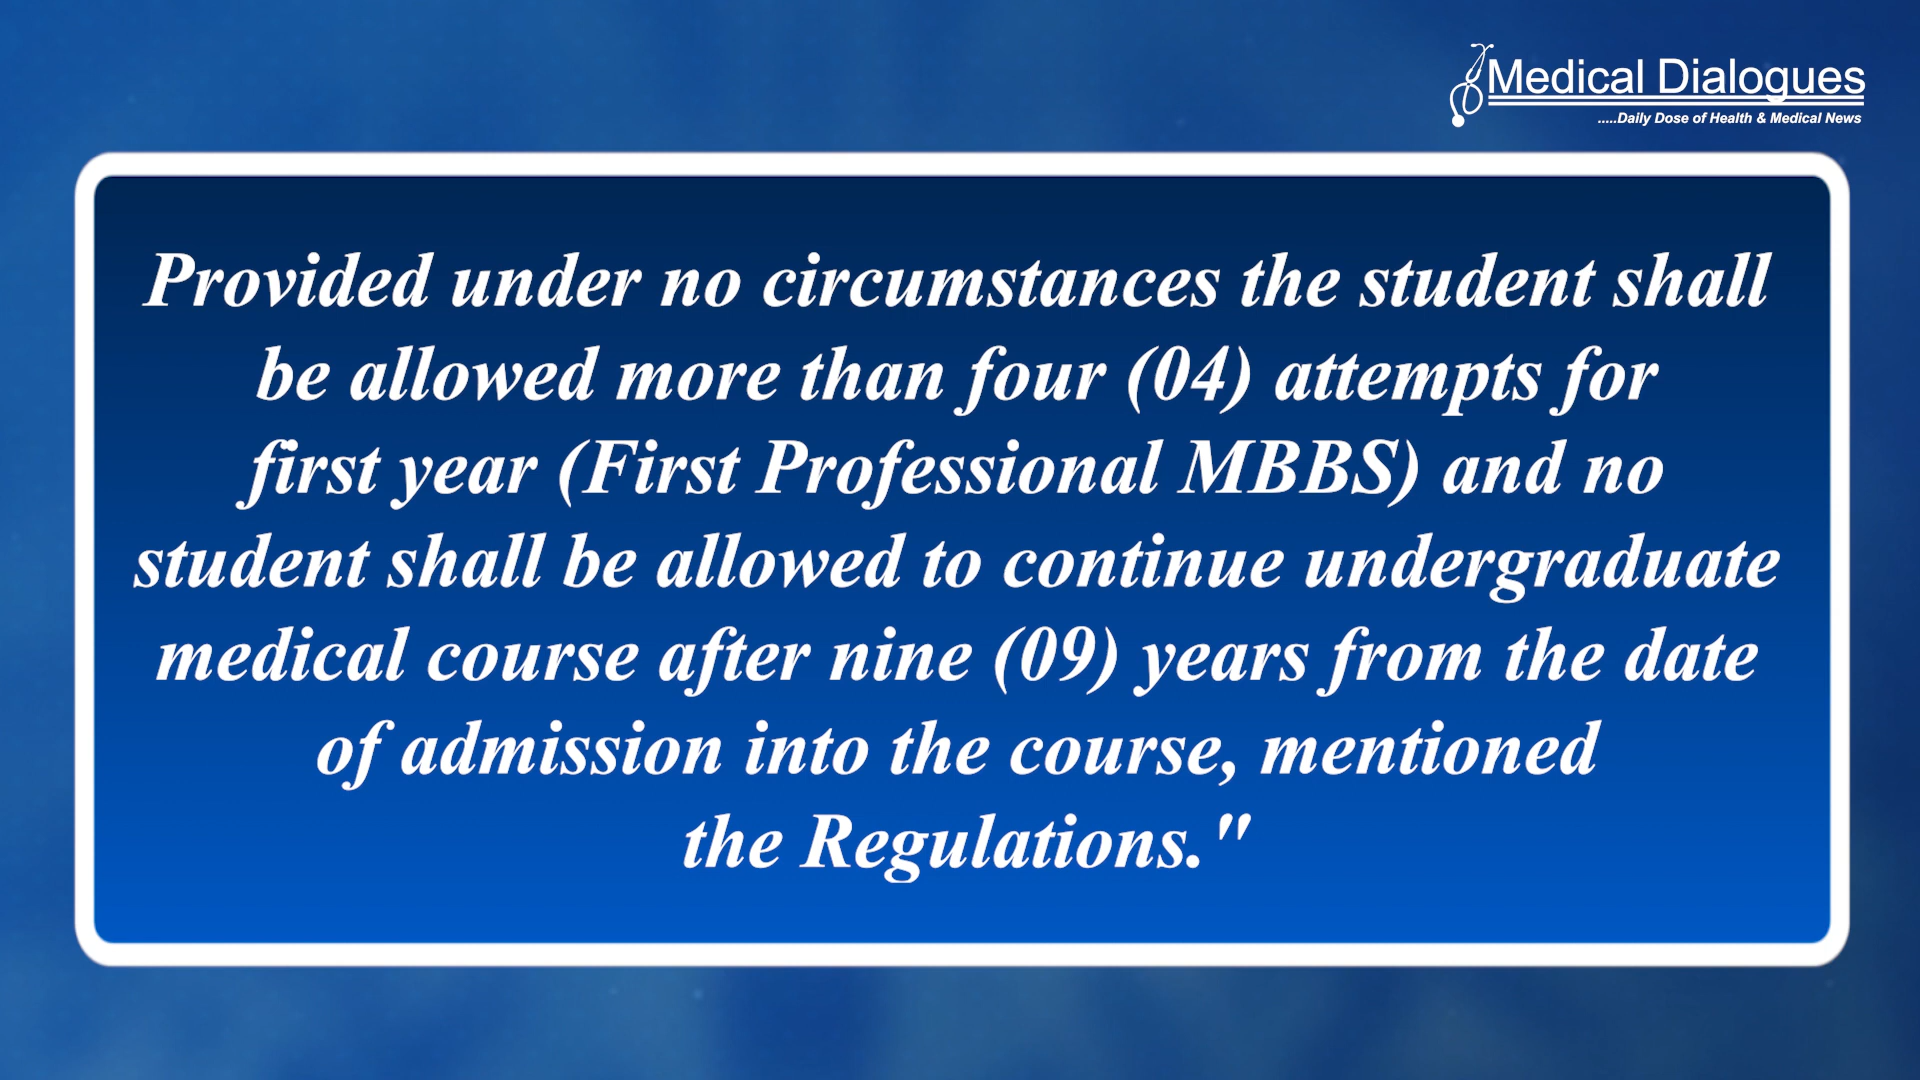 Medical Dialogues
.....Daily Dose of Health & Medical News
Provided under no circumstances the student shall
be allowed more than four (04) attempts for
first year (First Professional MBBS) and no
student shall be allowed to continue undergraduate
medical course after nine (09) years from the date
of admission into the course, mentioned
the Regulations."